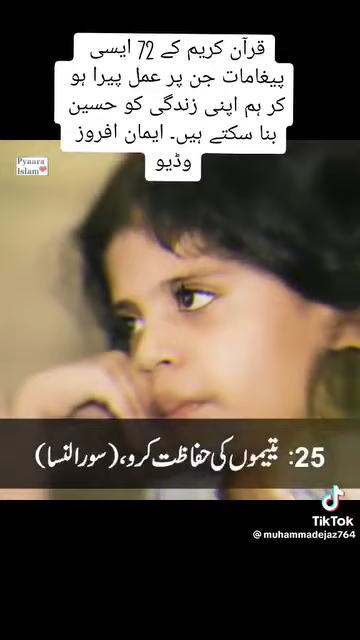 قرآن کریم کے 72 ایسی
پیغامات جن پر عمل پیرا ہو
کر ہم اپنی زندگی کو حسین
بنا سکتے ہیں۔ ایمان افروز
وڈیو
Pyaara
Islam
25: یتیموں کی حفاظت کرو، (سورالنسا)
TikTok
@muhammadejaz764